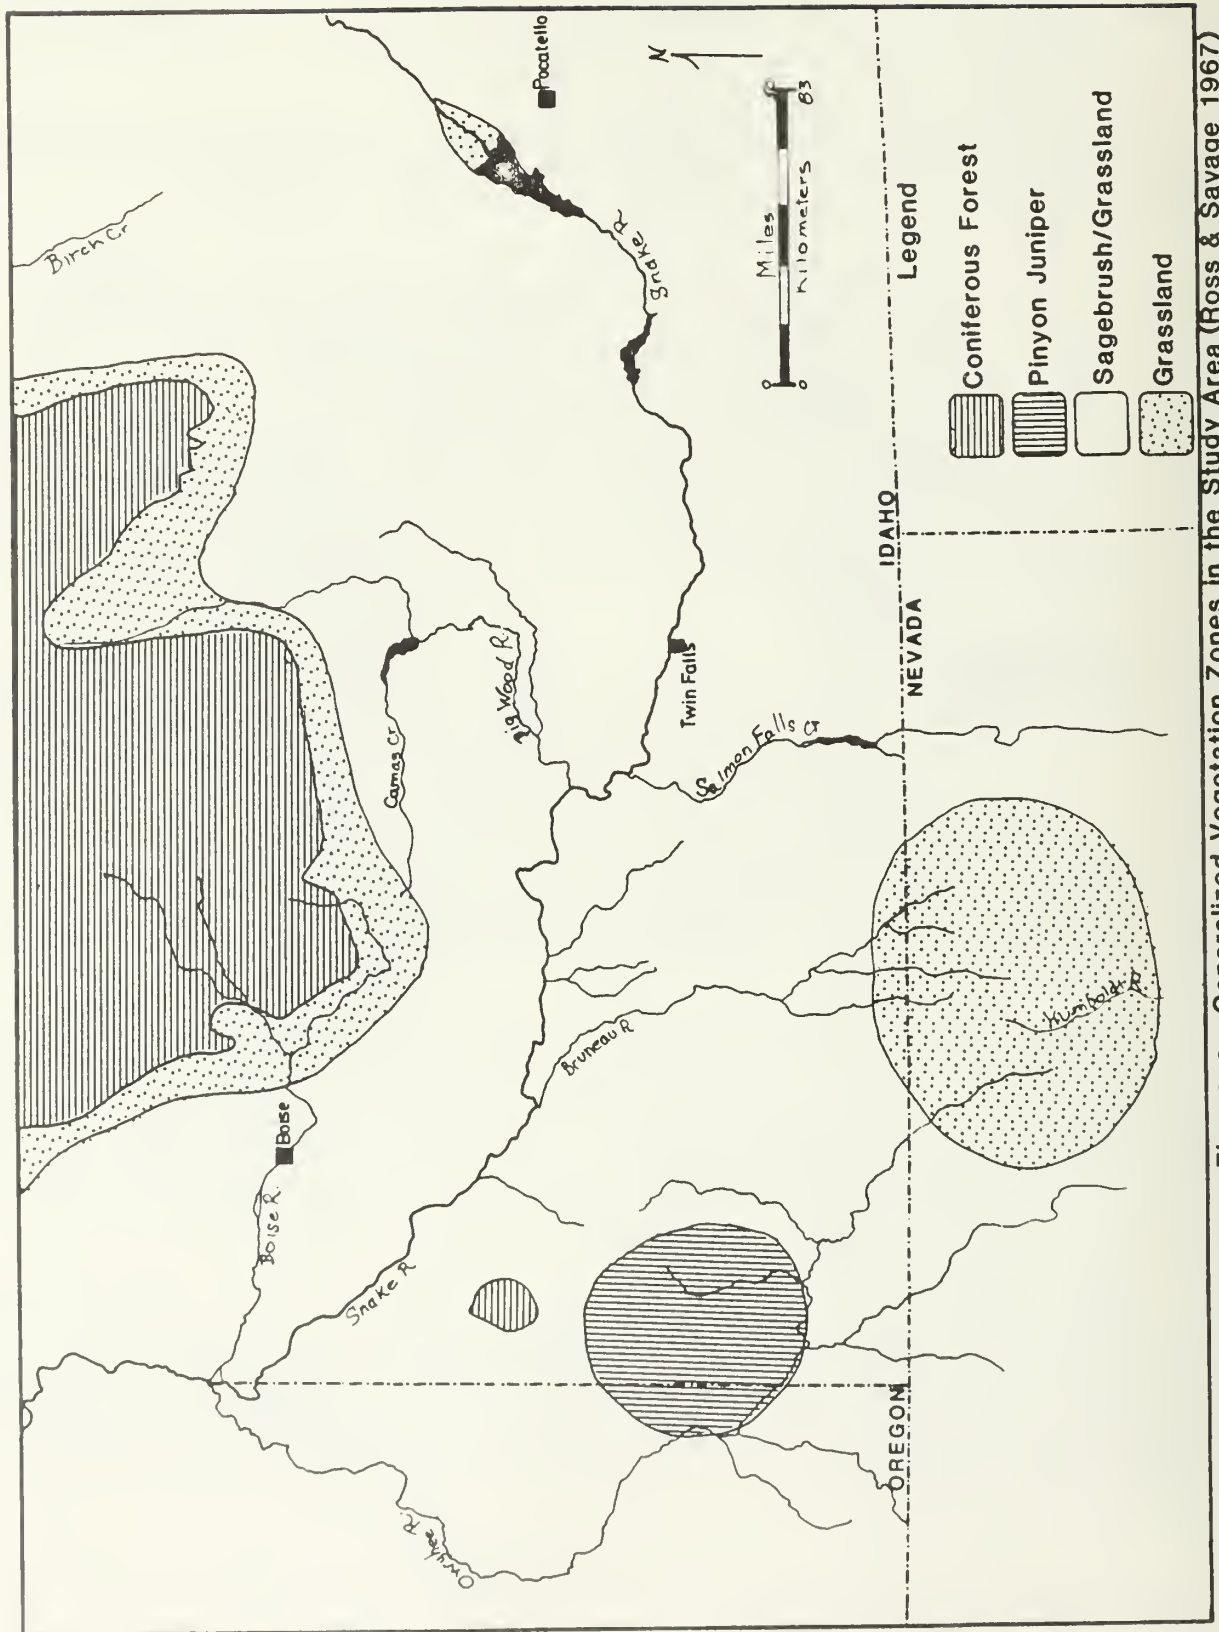 Birch Cr
Pocatello
N
Snake R
Miles
0
Kilometers
0 83
Camas Cr
Big Wood R.
Twin Falls
Salmon Falls Cr
Boise
Boise R.
Snake R
Bruneau R
Owyhee R.
Humboldt R
IDAHO
NEVADA
OREGON
Legend
Coniferous Forest
Pinyon Juniper
Sagebrush/Grassland
Grassland
Generalized Vegetation Zones in the Study Area (Ross & Savage 1967)